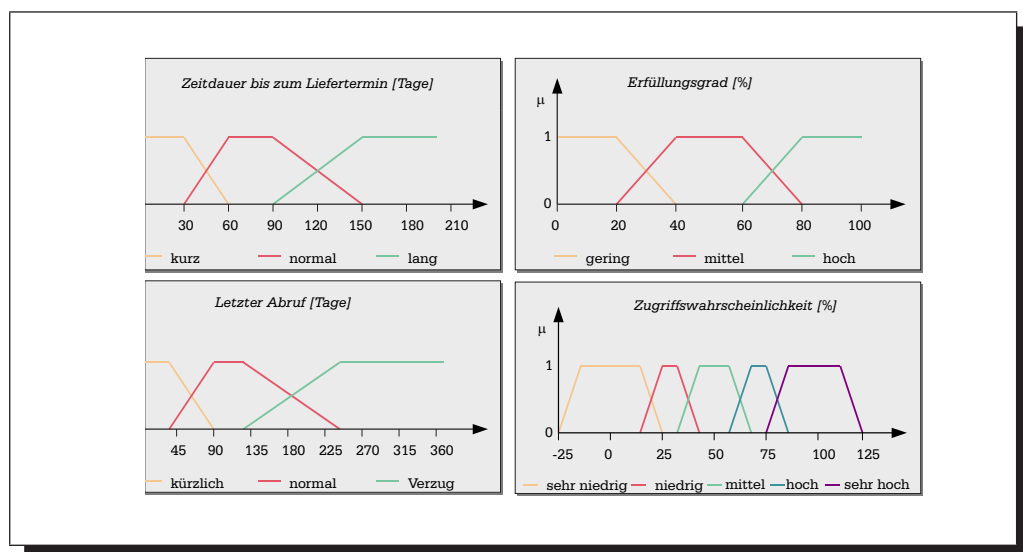 Zeitdauer bis zum Liefertermin [Tage]
30 60 90 120 150 180 210
kurz normal lang
Erfüllungsgrad [%]
μ
1
0
0 20 40 60 80 100
gering mittel hoch
Letzter Abruf [Tage]
45 90 135 180 225 270 315 360
kürzlich normal Verzug
Zugriffswahrscheinlichkeit [%]
μ
1
0
-25 0 25 50 75 100 125
sehr niedrig niedrig mittel hoch sehr hoch